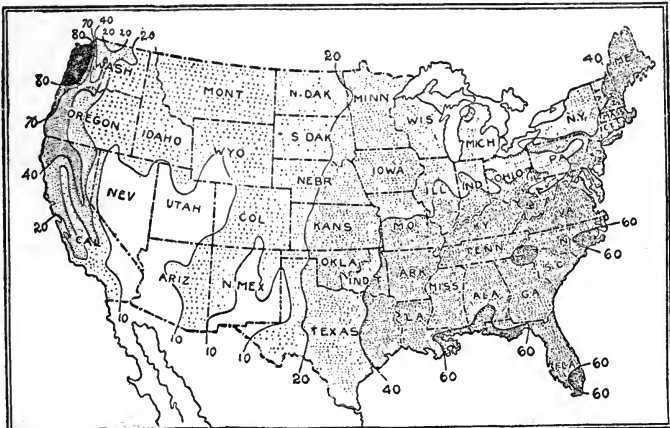 70 40
80 20 20 20
WASH
80
70
OREGON
IDAHO
MONT
N.DAK
20
MINN
S DAK
WYO
WIS
MICH
40
ME
N.Y.
PA
40
20
CAL
NEV
UTAH
COL
NEBR
IOWA
ILL
IND
OHIO
KANS
MO.
KY
VA
60
ARIZ
N.MEX
OKLA
IND.
ARK
TENN
N.
60
S.C.
MISS
ALA
GA
TEXAS
LA
10
10
10
10
20
40
60
60
FLA
60
60